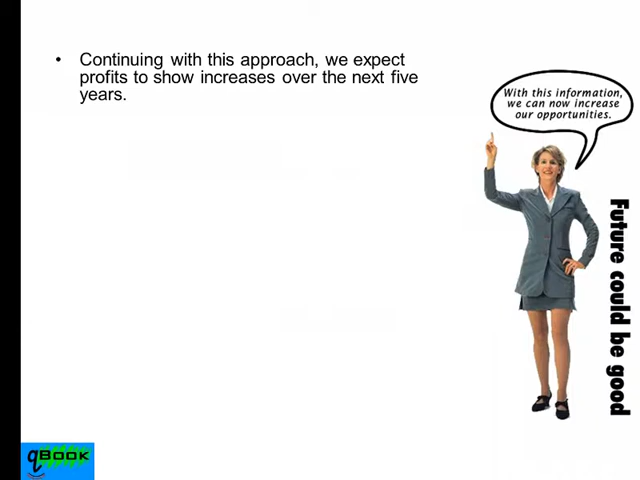 • Continuing with this approach, we expect
profits to show increases over the next five
years.
With this information,
we can now increase
our opportunities.
Future could be good
qBOOK